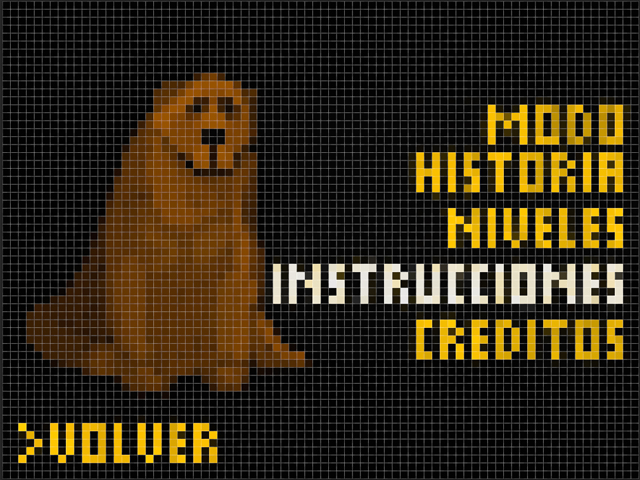 MODO
HISTORIA
NIVELES
INSTRUCCIONES
CREDITOS
>VOLVER